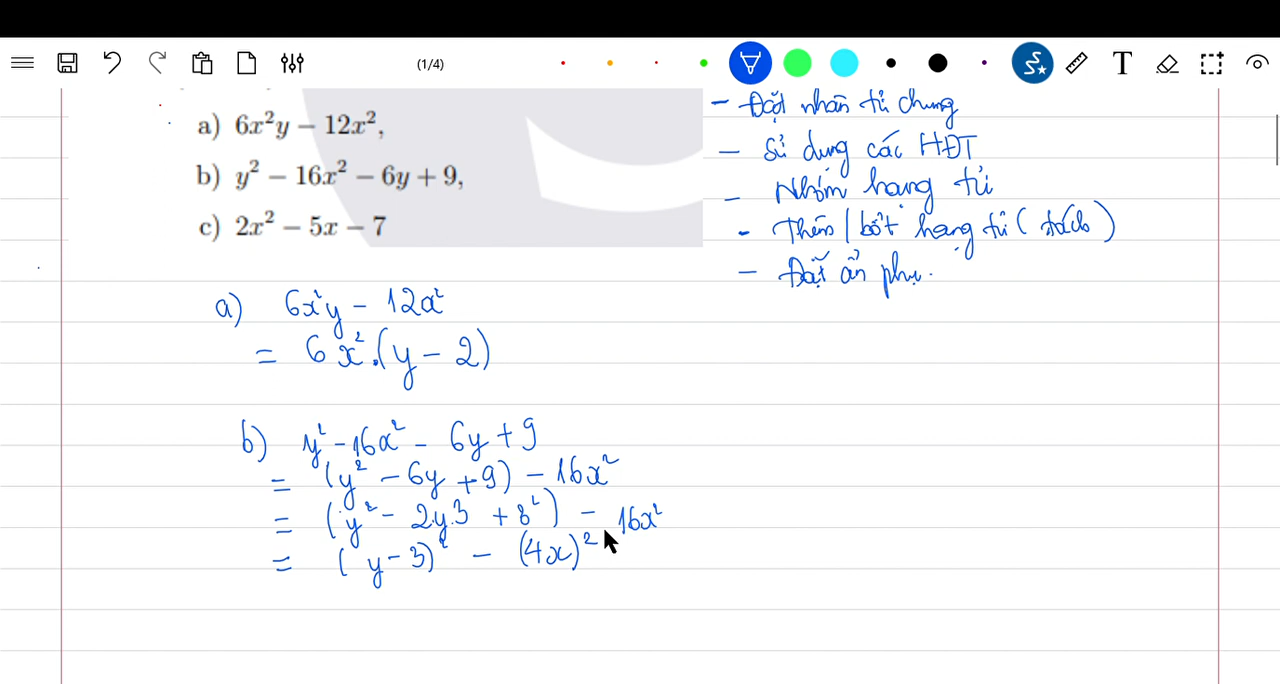 (1/4)
T
a) 6x²y − 12x²,
b) y² − 16x² − 6y + 9,
c) 2x² − 5x − 7
- Đặt nhân tử chung
- Sử dụng các HĐT
- Nhóm hạng tử
- Thêm / bớt hạng tử ( tách )
- Đặt ẩn phụ.
a) 6x²y − 12x²
= 6x².(y − 2)
b) y² − 16x² − 6y + 9
= (y² − 6y + 9) − 16x²
= (y² − 2.y.3 + 3²) − 16x²
= (y − 3)² − (4x)²